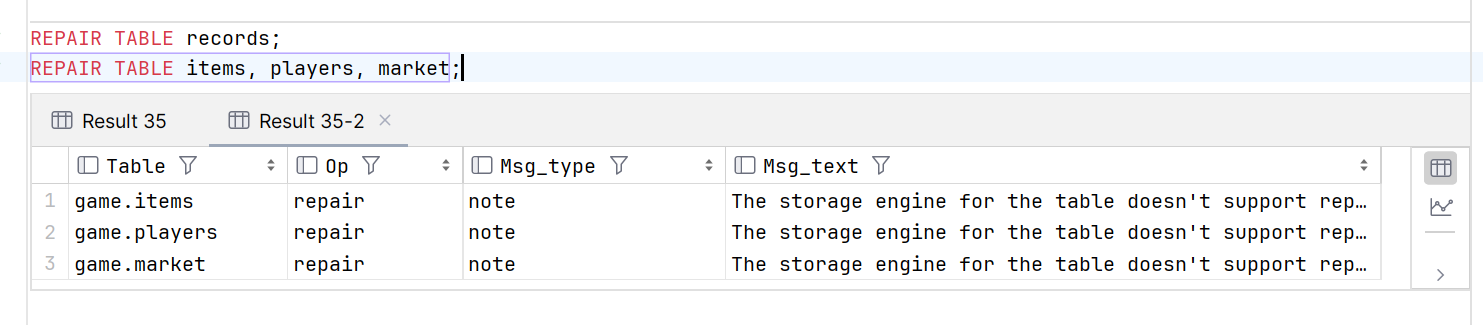 REPAIR TABLE records;
REPAIR TABLE items, players, market;
Result 35 Result 35-2
Table Op Msg_type Msg_text
1 game.items repair note The storage engine for the table doesn't support rep…
2 game.players repair note The storage engine for the table doesn't support rep…
3 game.market repair note The storage engine for the table doesn't support rep…